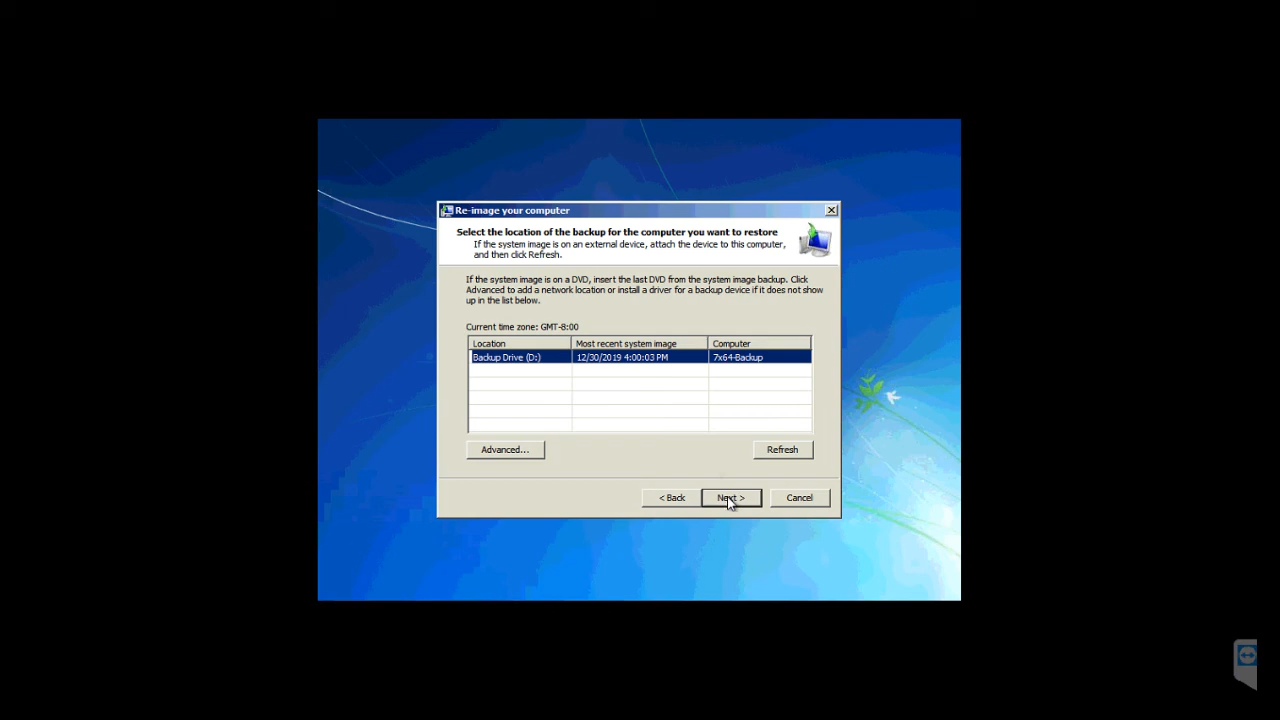 Re-image your computer
Select the location of the backup for the computer you want to restore
If the system image is on an external device, attach the device to this computer,
and then click Refresh.
If the system image is on a DVD, insert the last DVD from the system image backup. Click
Advanced to add a network location or install a driver for a backup device if it does not show
up in the list below.
Current time zone: GMT-8:00
Location Most recent system image Computer
Backup Drive (D:) 12/30/2019 4:00:03 PM 7x64-Backup
Advanced... Refresh
< Back Next > Cancel